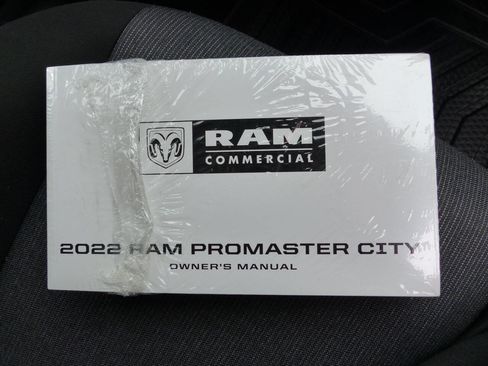 RAM
COMMERCIAL
2022 RAM PROMASTER CITY
OWNER'S MANUAL